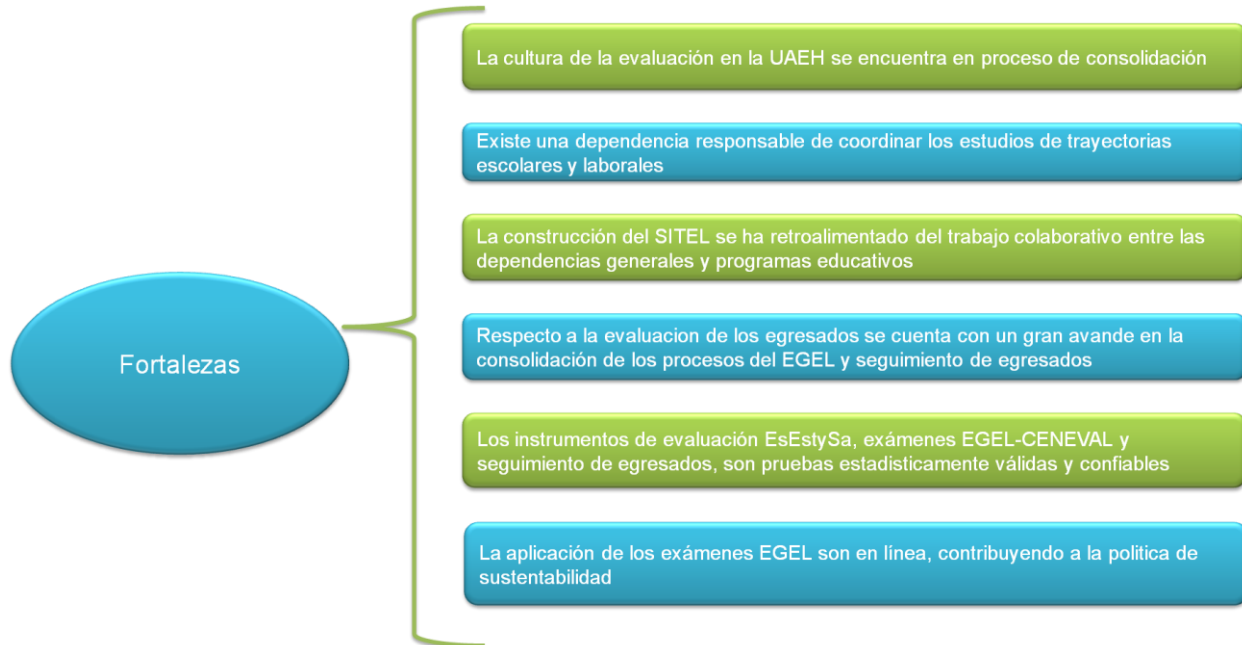 Fortalezas
La cultura de la evaluación en la UAEH se encuentra en proceso de consolidación
Existe una dependencia responsable de coordinar los estudios de trayectorias
escolares y laborales
La construcción del SITEL se ha retroalimentado del trabajo colaborativo entre las
dependencias generales y programas educativos
Respecto a la evaluacion de los egresados se cuenta con un gran avande en la
consolidación de los procesos del EGEL y seguimiento de egresados
Los instrumentos de evaluación EsEstySa, exámenes EGEL-CENEVAL y
seguimiento de egresados, son pruebas estadisticamente válidas y confiables
La aplicación de los exámenes EGEL son en línea, contribuyendo a la politica de
sustentabilidad